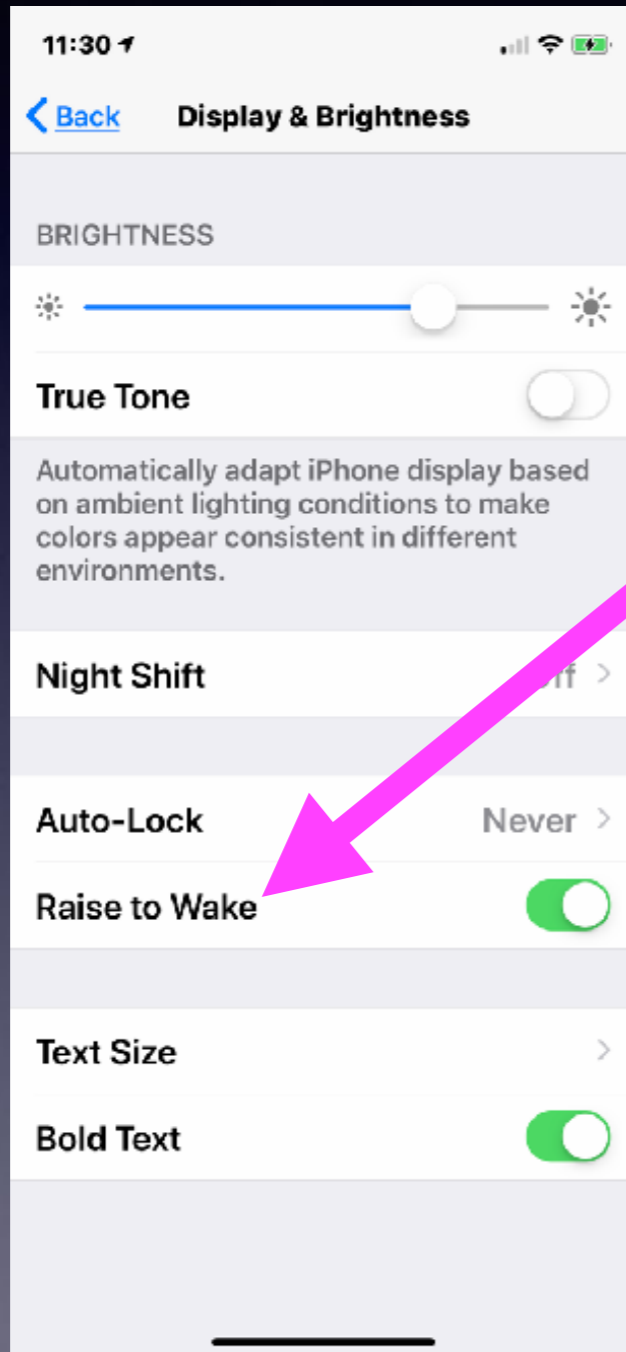 11:30
Back Display & Brightness
BRIGHTNESS
True Tone
Automatically adapt iPhone display based
on ambient lighting conditions to make
colors appear consistent in different
environments.
Night Shift
Auto-Lock Never
Raise to Wake
Text Size
Bold Text